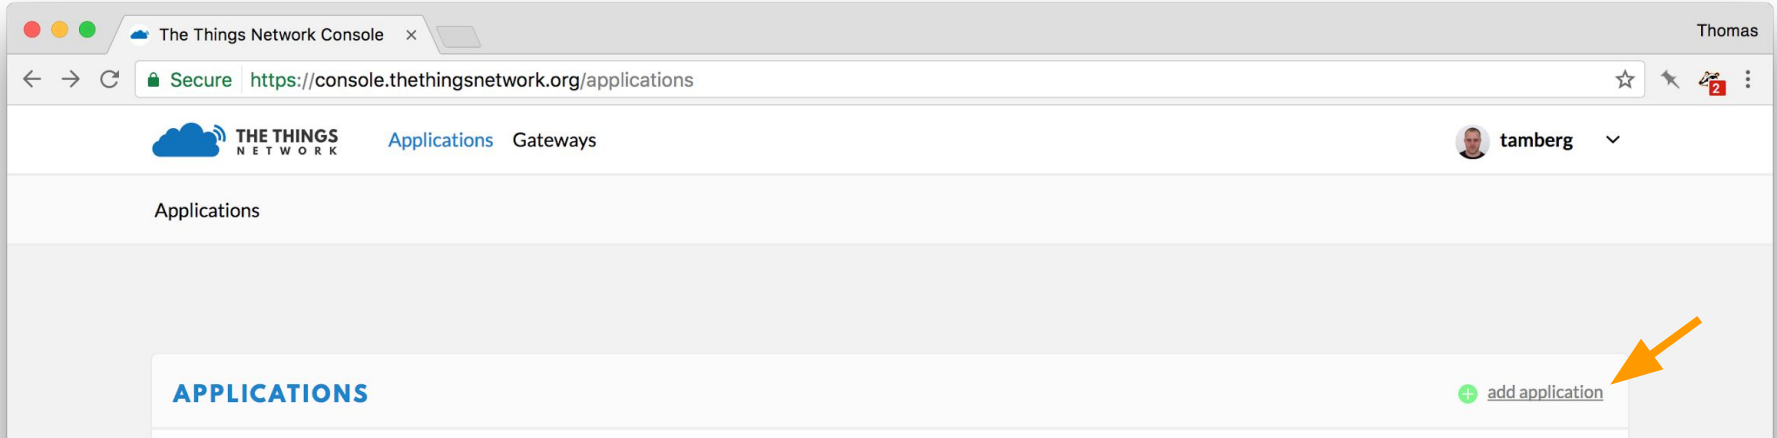 The Things Network Console
Thomas
Secure https://console.thethingsnetwork.org/applications
2
THE THINGS
NETWORK
Applications Gateways
tamberg
Applications
APPLICATIONS
add application